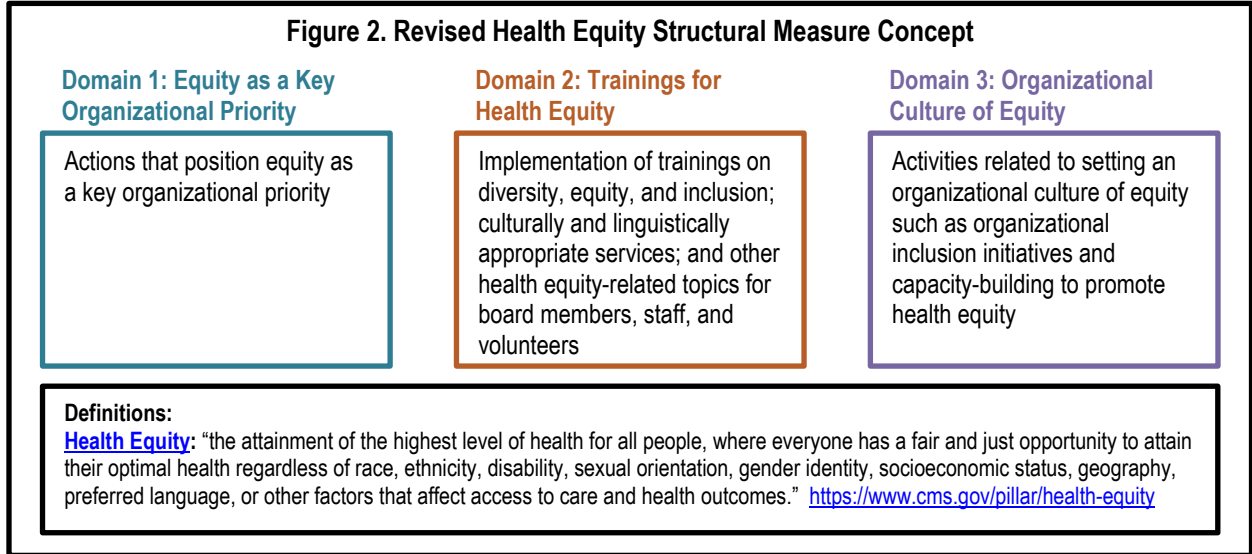 Figure 2. Revised Health Equity Structural Measure Concept
Domain 1: Equity as a Key
Organizational Priority
Actions that position equity as
a key organizational priority
Domain 2: Trainings for
Health Equity
Implementation of trainings on
diversity, equity, and inclusion;
culturally and linguistically
appropriate services; and other
health equity-related topics for
board members, staff, and
volunteers
Domain 3: Organizational
Culture of Equity
Activities related to setting an
organizational culture of equity
such as organizational
inclusion initiatives and
capacity-building to promote
health equity
Definitions:
Health Equity: “the attainment of the highest level of health for all people, where everyone has a fair and just opportunity to attain
their optimal health regardless of race, ethnicity, disability, sexual orientation, gender identity, socioeconomic status, geography,
preferred language, or other factors that affect access to care and health outcomes.” https://www.cms.gov/pillar/health-equity